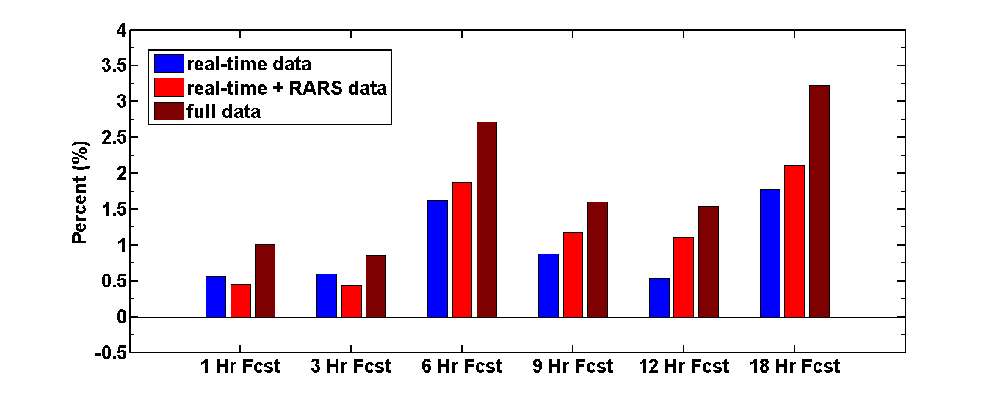 4
3.5
3
2.5
2
1.5
1
0.5
0
-0.5
Percent (%)
real-time data
real-time + RARS data
full data
1 Hr Fcst
3 Hr Fcst
6 Hr Fcst
9 Hr Fcst
12 Hr Fcst
18 Hr Fcst